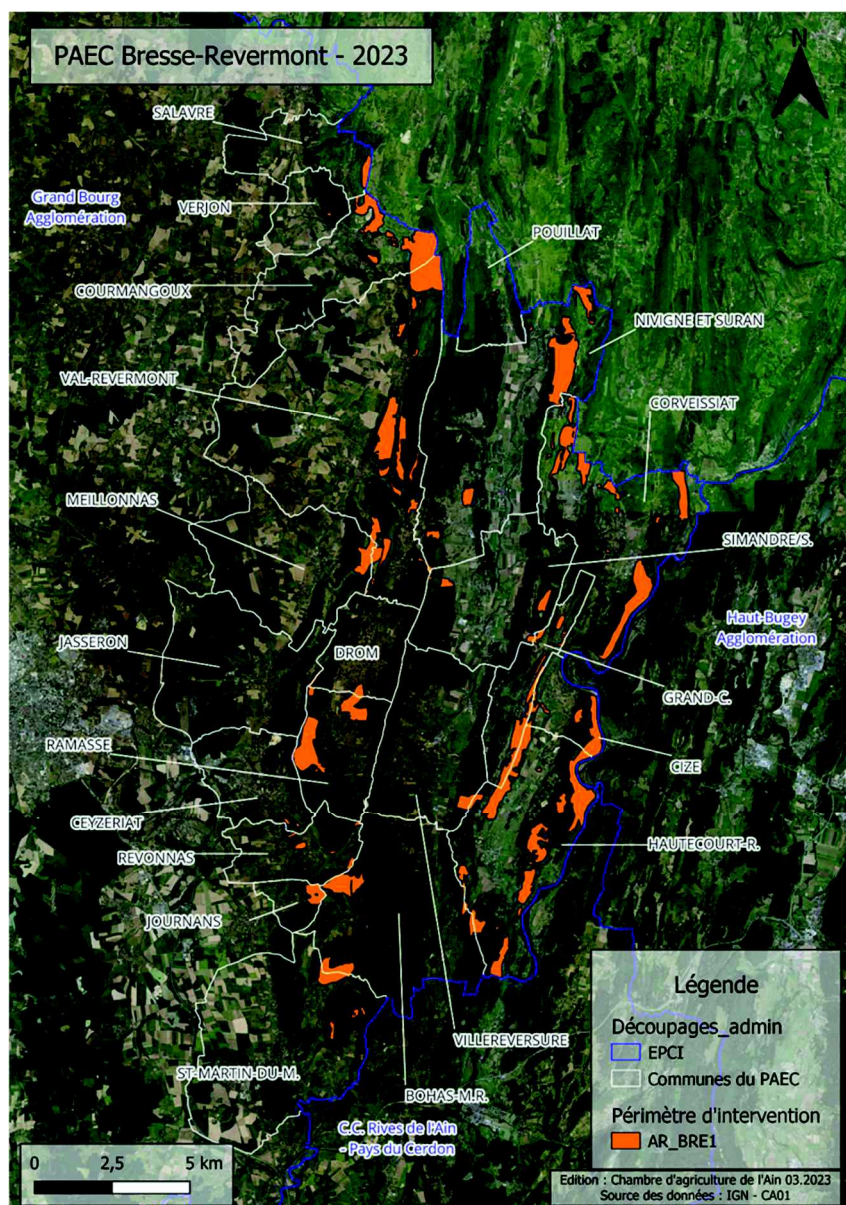 PAEC Bresse-Revermont - 2023
N
SALAVRE
Grand Bourg
Agglomération
VERJON
POUILLAT
COURMANGOUX
NIVIGNE ET SURAN
VAL-REVERMONT
CORVEISSIAT
MEILLONNAS
SIMANDRE/S.
Haut-Bugey
Agglomération
JASSERON
DROM
GRAND-C.
RAMASSE
CIZE
CEYZERIAT
HAUTECOURT-R.
REVONNAS
JOURNANS
VILLEREVERSURE
ST-MARTIN-DU-M.
BOHAS-M.R.
C.C. Rives de l'Ain
- Pays du Cerdon
Légende
Découpages_admin
EPCI
Communes du PAEC
Périmètre d'intervention
AR_BRE1
0 2,5 5 km
Edition : Chambre d'agriculture de l'Ain 03.2023
Source des données : IGN - CA01